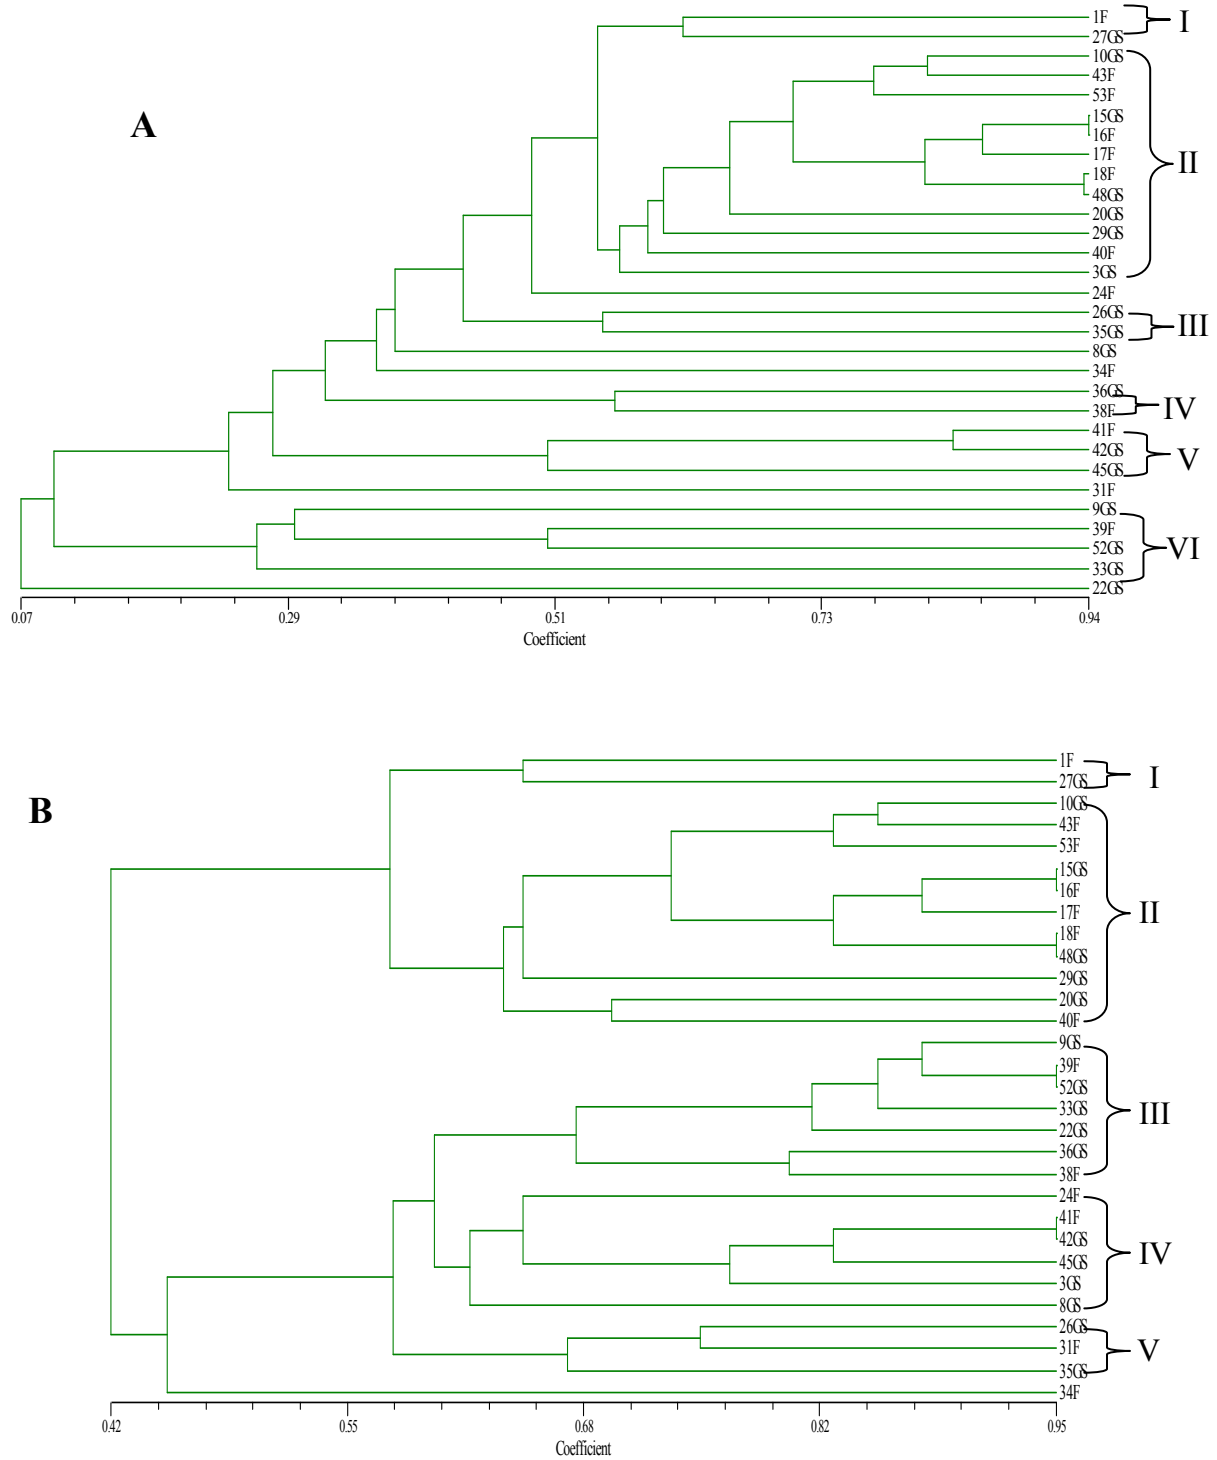 1F
I
27GS
10GS
43F
53F
A
15GS
16F
17F
II
18F
48GS
20GS
29GS
40F
3GS
24F
26GS
III
35GS
8GS
34F
36GS
IV
38F
41F
42GS
V
45GS
31F
9GS
39F
52GS
VI
33GS
22GS
0.07 0.29 0.51 0.73 0.94
Coefficient
1F
I
27GS
10GS
B
43F
53F
15GS
16F
17F
II
18F
48GS
29GS
20GS
40F
9GS
39F
52GS
33GS
III
22GS
36GS
38F
24F
41F
42GS
IV
45GS
3GS
8GS
26GS
31F
V
35GS
34F
0.42 0.55 0.68 0.82 0.95
Coefficient